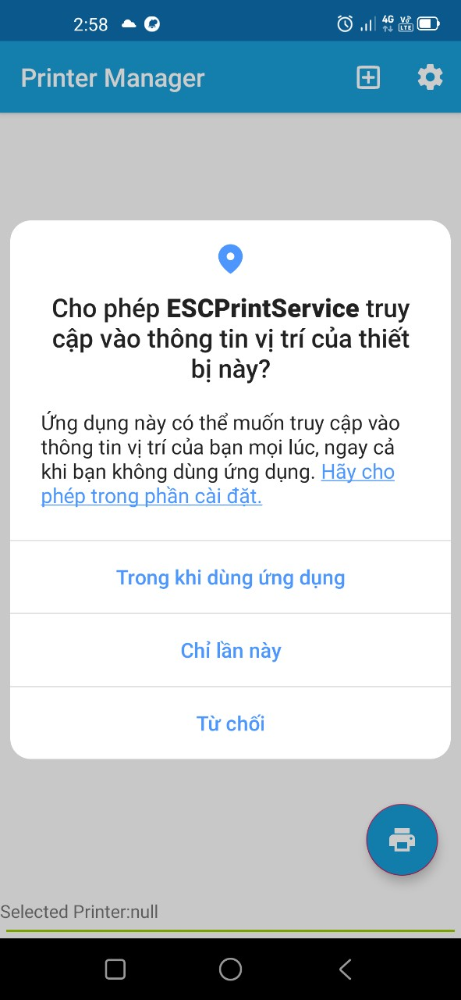 2:58
4G
Vo
LTE
Printer Manager
Cho phép ESCPrintService truy
cập vào thông tin vị trí của thiết
bị này?
Ứng dụng này có thể muốn truy cập vào
thông tin vị trí của bạn mọi lúc, ngay cả
khi bạn không dùng ứng dụng. Hãy cho
phép trong phần cài đặt.
Trong khi dùng ứng dụng
Chỉ lần này
Từ chối
Selected Printer:null